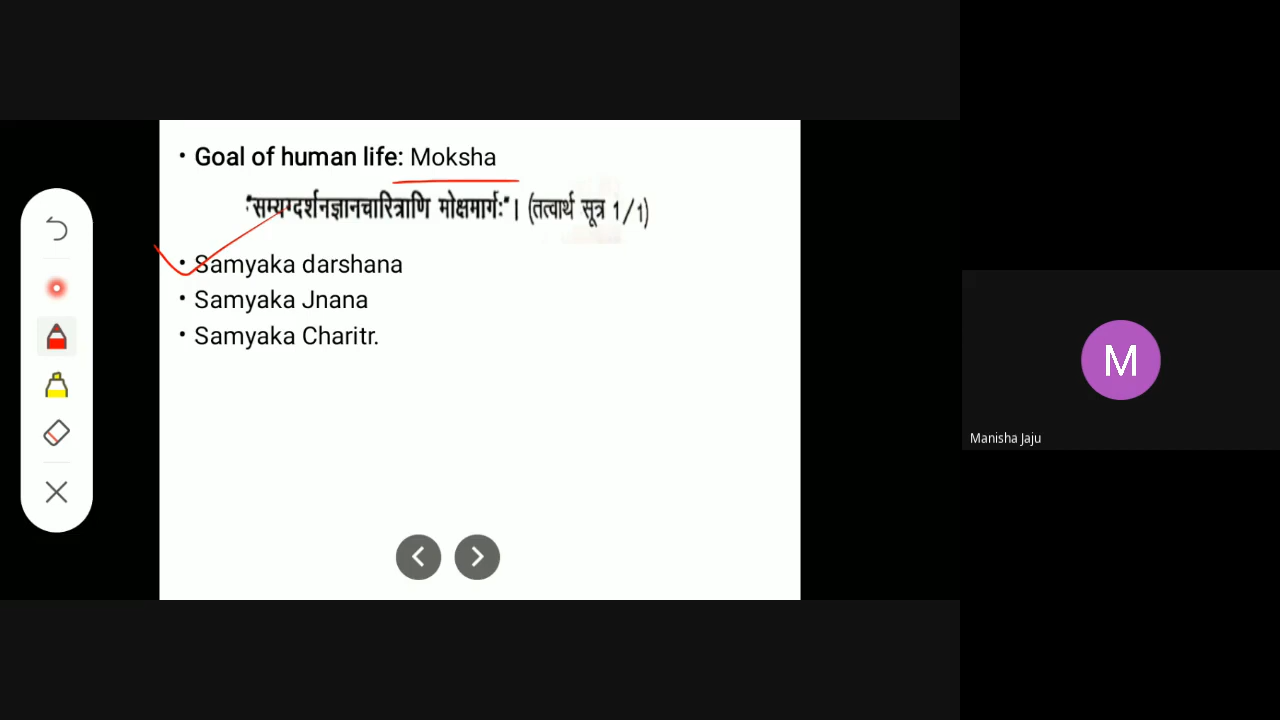 • Goal of human life: Moksha
"सम्यग्दर्शनज्ञानचारित्राणि मोक्षमार्गः"। (तत्वार्थ सूत्र 1/1)
• Samyaka darshana
• Samyaka Jnana
• Samyaka Charitr.
M
Manisha Jaju